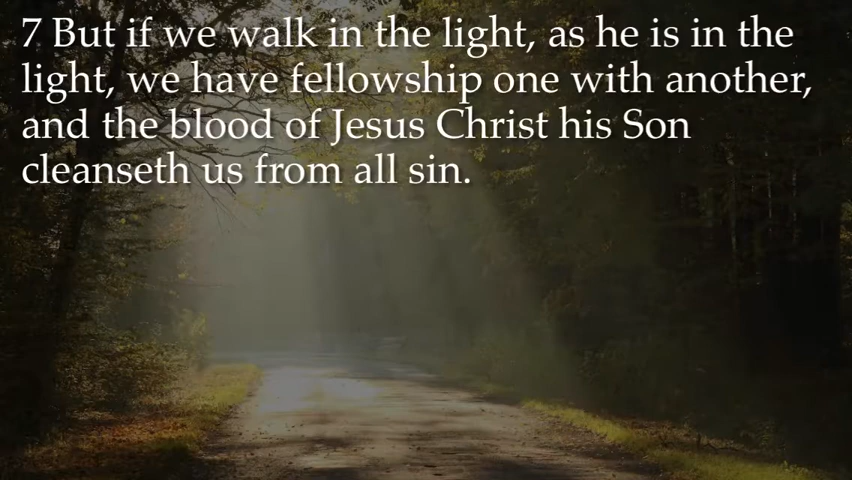 7 But if we walk in the light, as he is in the
light, we have fellowship one with another,
and the blood of Jesus Christ his Son
cleanseth us from all sin.